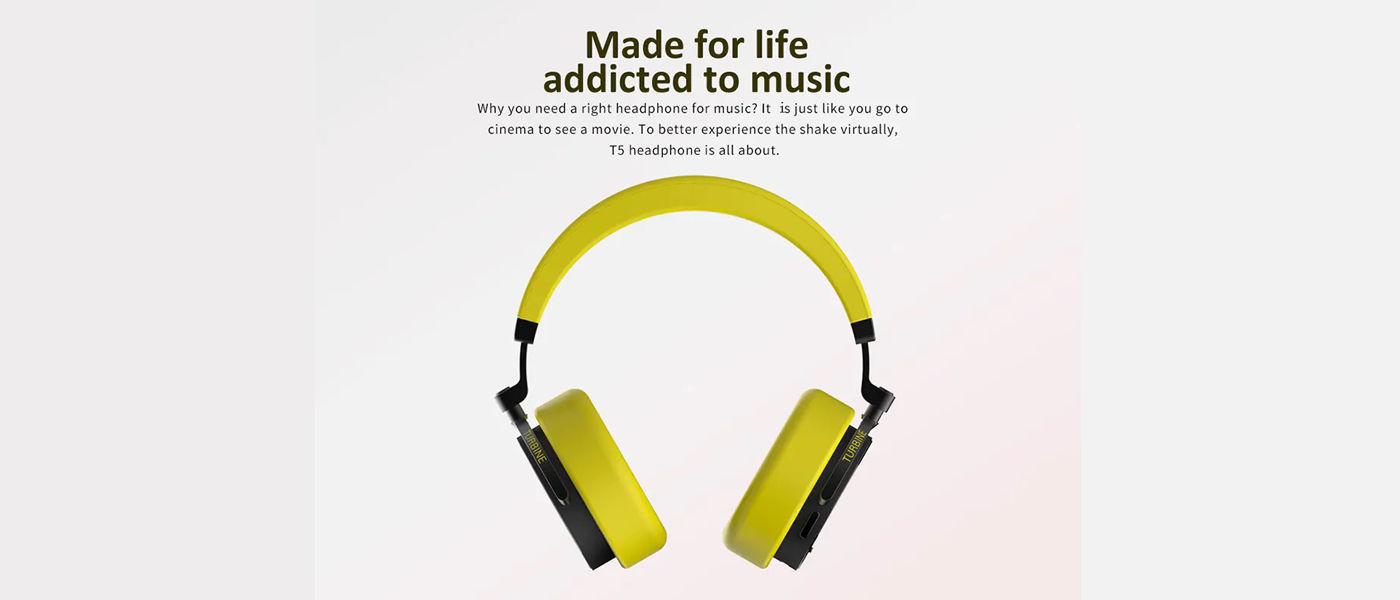 Made for life
addicted to music
Why you need a right headphone for music? It is just like you go to
cinema to see a movie. To better experience the shake virtually,
T5 headphone is all about.
TURBINE
TURBINE